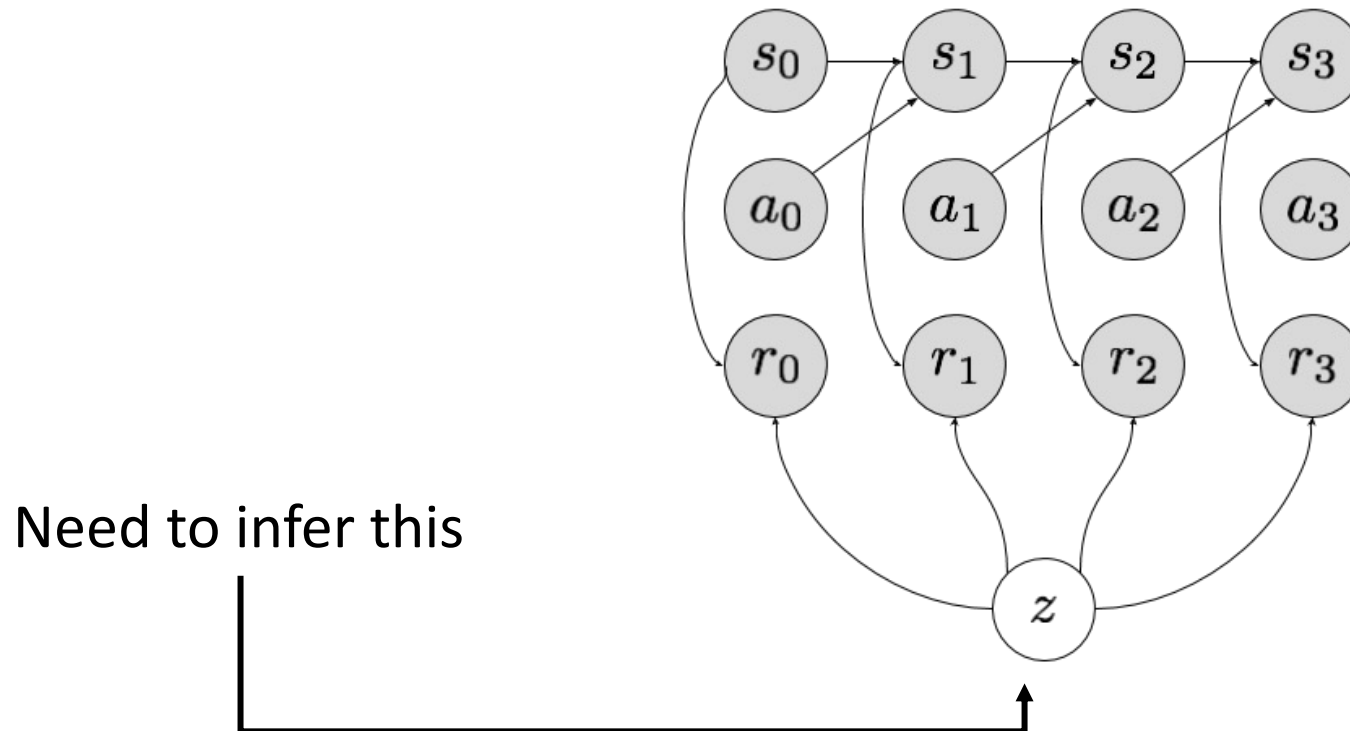 s₀ s₁ s₂ s₃
a₀ a₁ a₂ a₃
r₀ r₁ r₂ r₃
Need to infer this
z